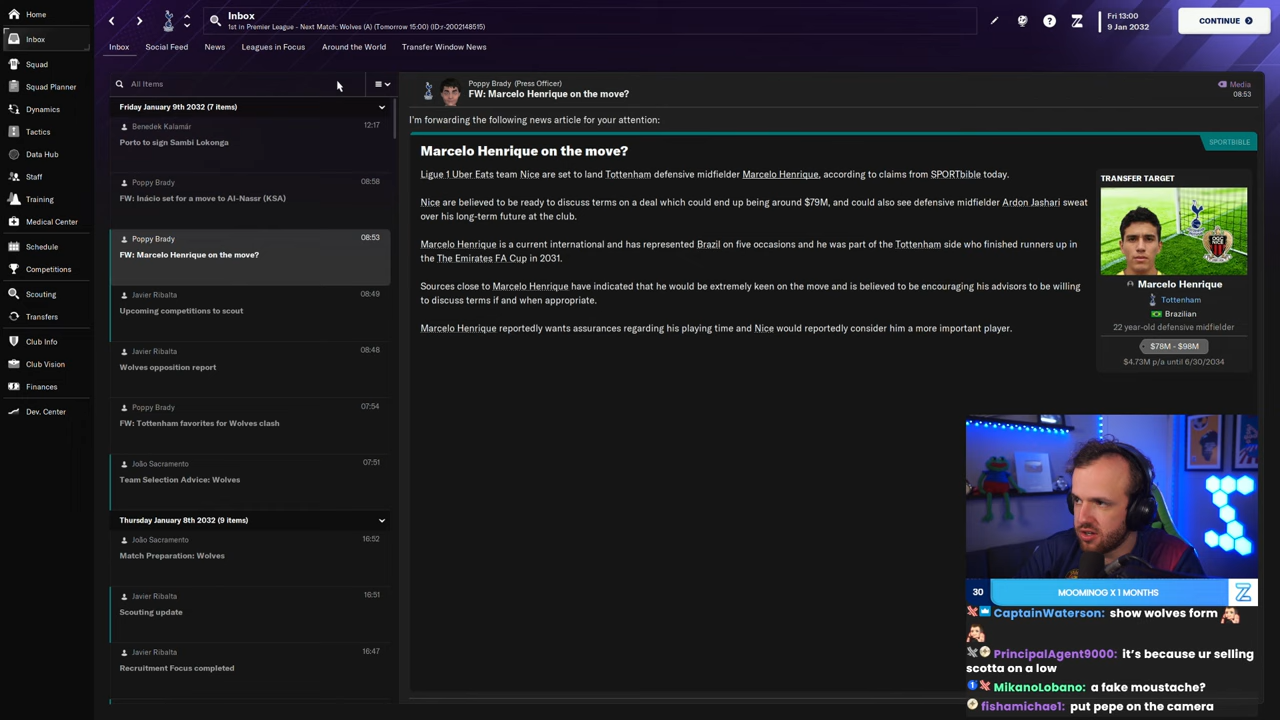 Home
Inbox
Squad
Squad Planner
Dynamics
Tactics
Data Hub
Staff
Training
Medical Center
Schedule
Competitions
Scouting
Transfers
Club Info
Club Vision
Finances
Dev. Center
Inbox
1st in Premier League - Next Match: Wolves (A) (Tomorrow 15:00) (ID:r-2002148515)
Fri 13:00
9 Jan 2032
CONTINUE
Inbox Social Feed News Leagues in Focus Around the World Transfer Window News
All Items
Friday January 9th 2032 (7 items)
Benedek Kalamár 12:17
Porto to sign Sambi Lokonga
Poppy Brady 08:58
FW: Inácio set for a move to Al-Nassr (KSA)
Poppy Brady 08:53
FW: Marcelo Henrique on the move?
Javier Ribalta 08:49
Upcoming competitions to scout
Javier Ribalta 08:48
Wolves opposition report
Poppy Brady 07:54
FW: Tottenham favorites for Wolves clash
João Sacramento 07:51
Team Selection Advice: Wolves
Thursday January 8th 2032 (9 items)
João Sacramento 16:52
Match Preparation: Wolves
Javier Ribalta 16:51
Scouting update
Javier Ribalta 16:47
Recruitment Focus completed
Poppy Brady (Press Officer)
FW: Marcelo Henrique on the move?
Media
08:53
I'm forwarding the following news article for your attention:
SPORTBIBLE
Marcelo Henrique on the move?
Ligue 1 Uber Eats team Nice are set to land Tottenham defensive midfielder Marcelo Henrique, according to claims from SPORTbible today.
Nice are believed to be ready to discuss terms on a deal which could end up being around $79M, and could also see defensive midfielder Ardon Jashari sweat
over his long-term future at the club.
Marcelo Henrique is a current international and has represented Brazil on five occasions and he was part of the Tottenham side who finished runners up in
the The Emirates FA Cup in 2031.
Sources close to Marcelo Henrique have indicated that he would be extremely keen on the move and is believed to be encouraging his advisors to be willing
to discuss terms if and when appropriate.
Marcelo Henrique reportedly wants assurances regarding his playing time and Nice would reportedly consider him a more important player.
TRANSFER TARGET
Marcelo Henrique
Tottenham
Brazilian
22 year-old defensive midfielder
$78M - $98M
$4.73M p/a until 6/30/2034
30 MOOMINOG X 1 MONTHS
CaptainWaterson: show wolves form
PrincipalAgent9000: it's because ur selling
scotta on a low
MikanoLobano: a fake moustache?
fishamichael: put pepe on the camera